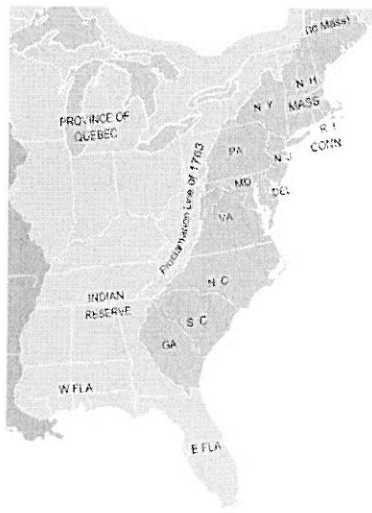 (to Mass)
N H
N Y
MASS
R I
CONN
PROVINCE OF
QUEBEC
PA
N J
MD
DEL
VA
Proclamation Line of 1763
N C
INDIAN
RESERVE
S C
GA
W.FLA
E.FLA